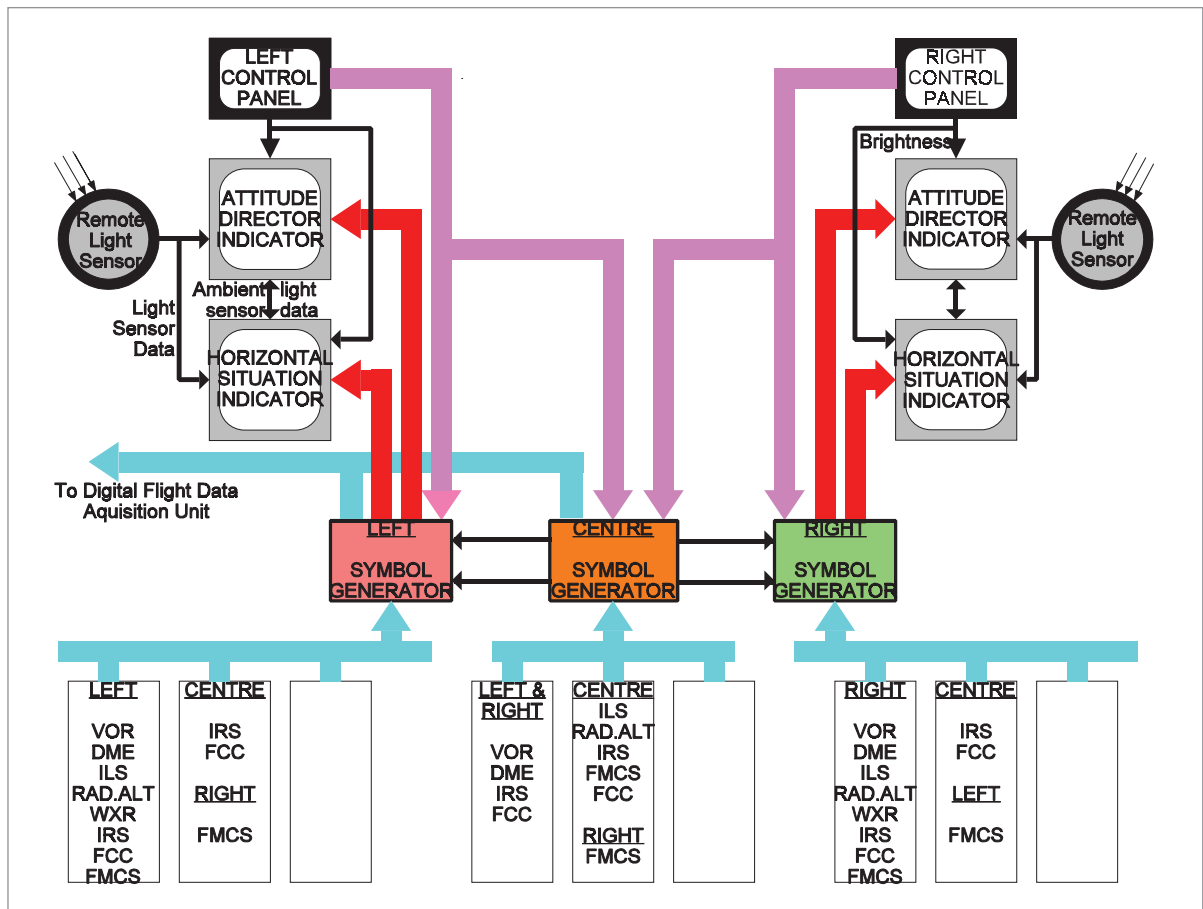 LEFT
CONTROL
PANEL
RIGHT
CONTROL
PANEL
Brightness
ATTITUDE
DIRECTOR
INDICATOR
ATTITUDE
DIRECTOR
INDICATOR
Remote
Light
Sensor
Remote
Light
Sensor
Ambient light
sensor data
Light
Sensor
Data
HORIZONTAL
SITUATION
INDICATOR
HORIZONTAL
SITUATION
INDICATOR
To Digital Flight Data
Aquisition Unit
LEFT
SYMBOL
GENERATOR
CENTRE
SYMBOL
GENERATOR
RIGHT
SYMBOL
GENERATOR
LEFT
VOR
DME
ILS
RAD.ALT
WXR
IRS
FCC
FMCS
CENTRE
IRS
FCC
RIGHT
FMCS
LEFT &
RIGHT
VOR
DME
IRS
FCC
CENTRE
ILS
RAD.ALT
IRS
FMCS
FCC
RIGHT
FMCS
RIGHT
VOR
DME
ILS
RAD.ALT
WXR
IRS
FCC
FMCS
CENTRE
IRS
FCC
LEFT
FMCS